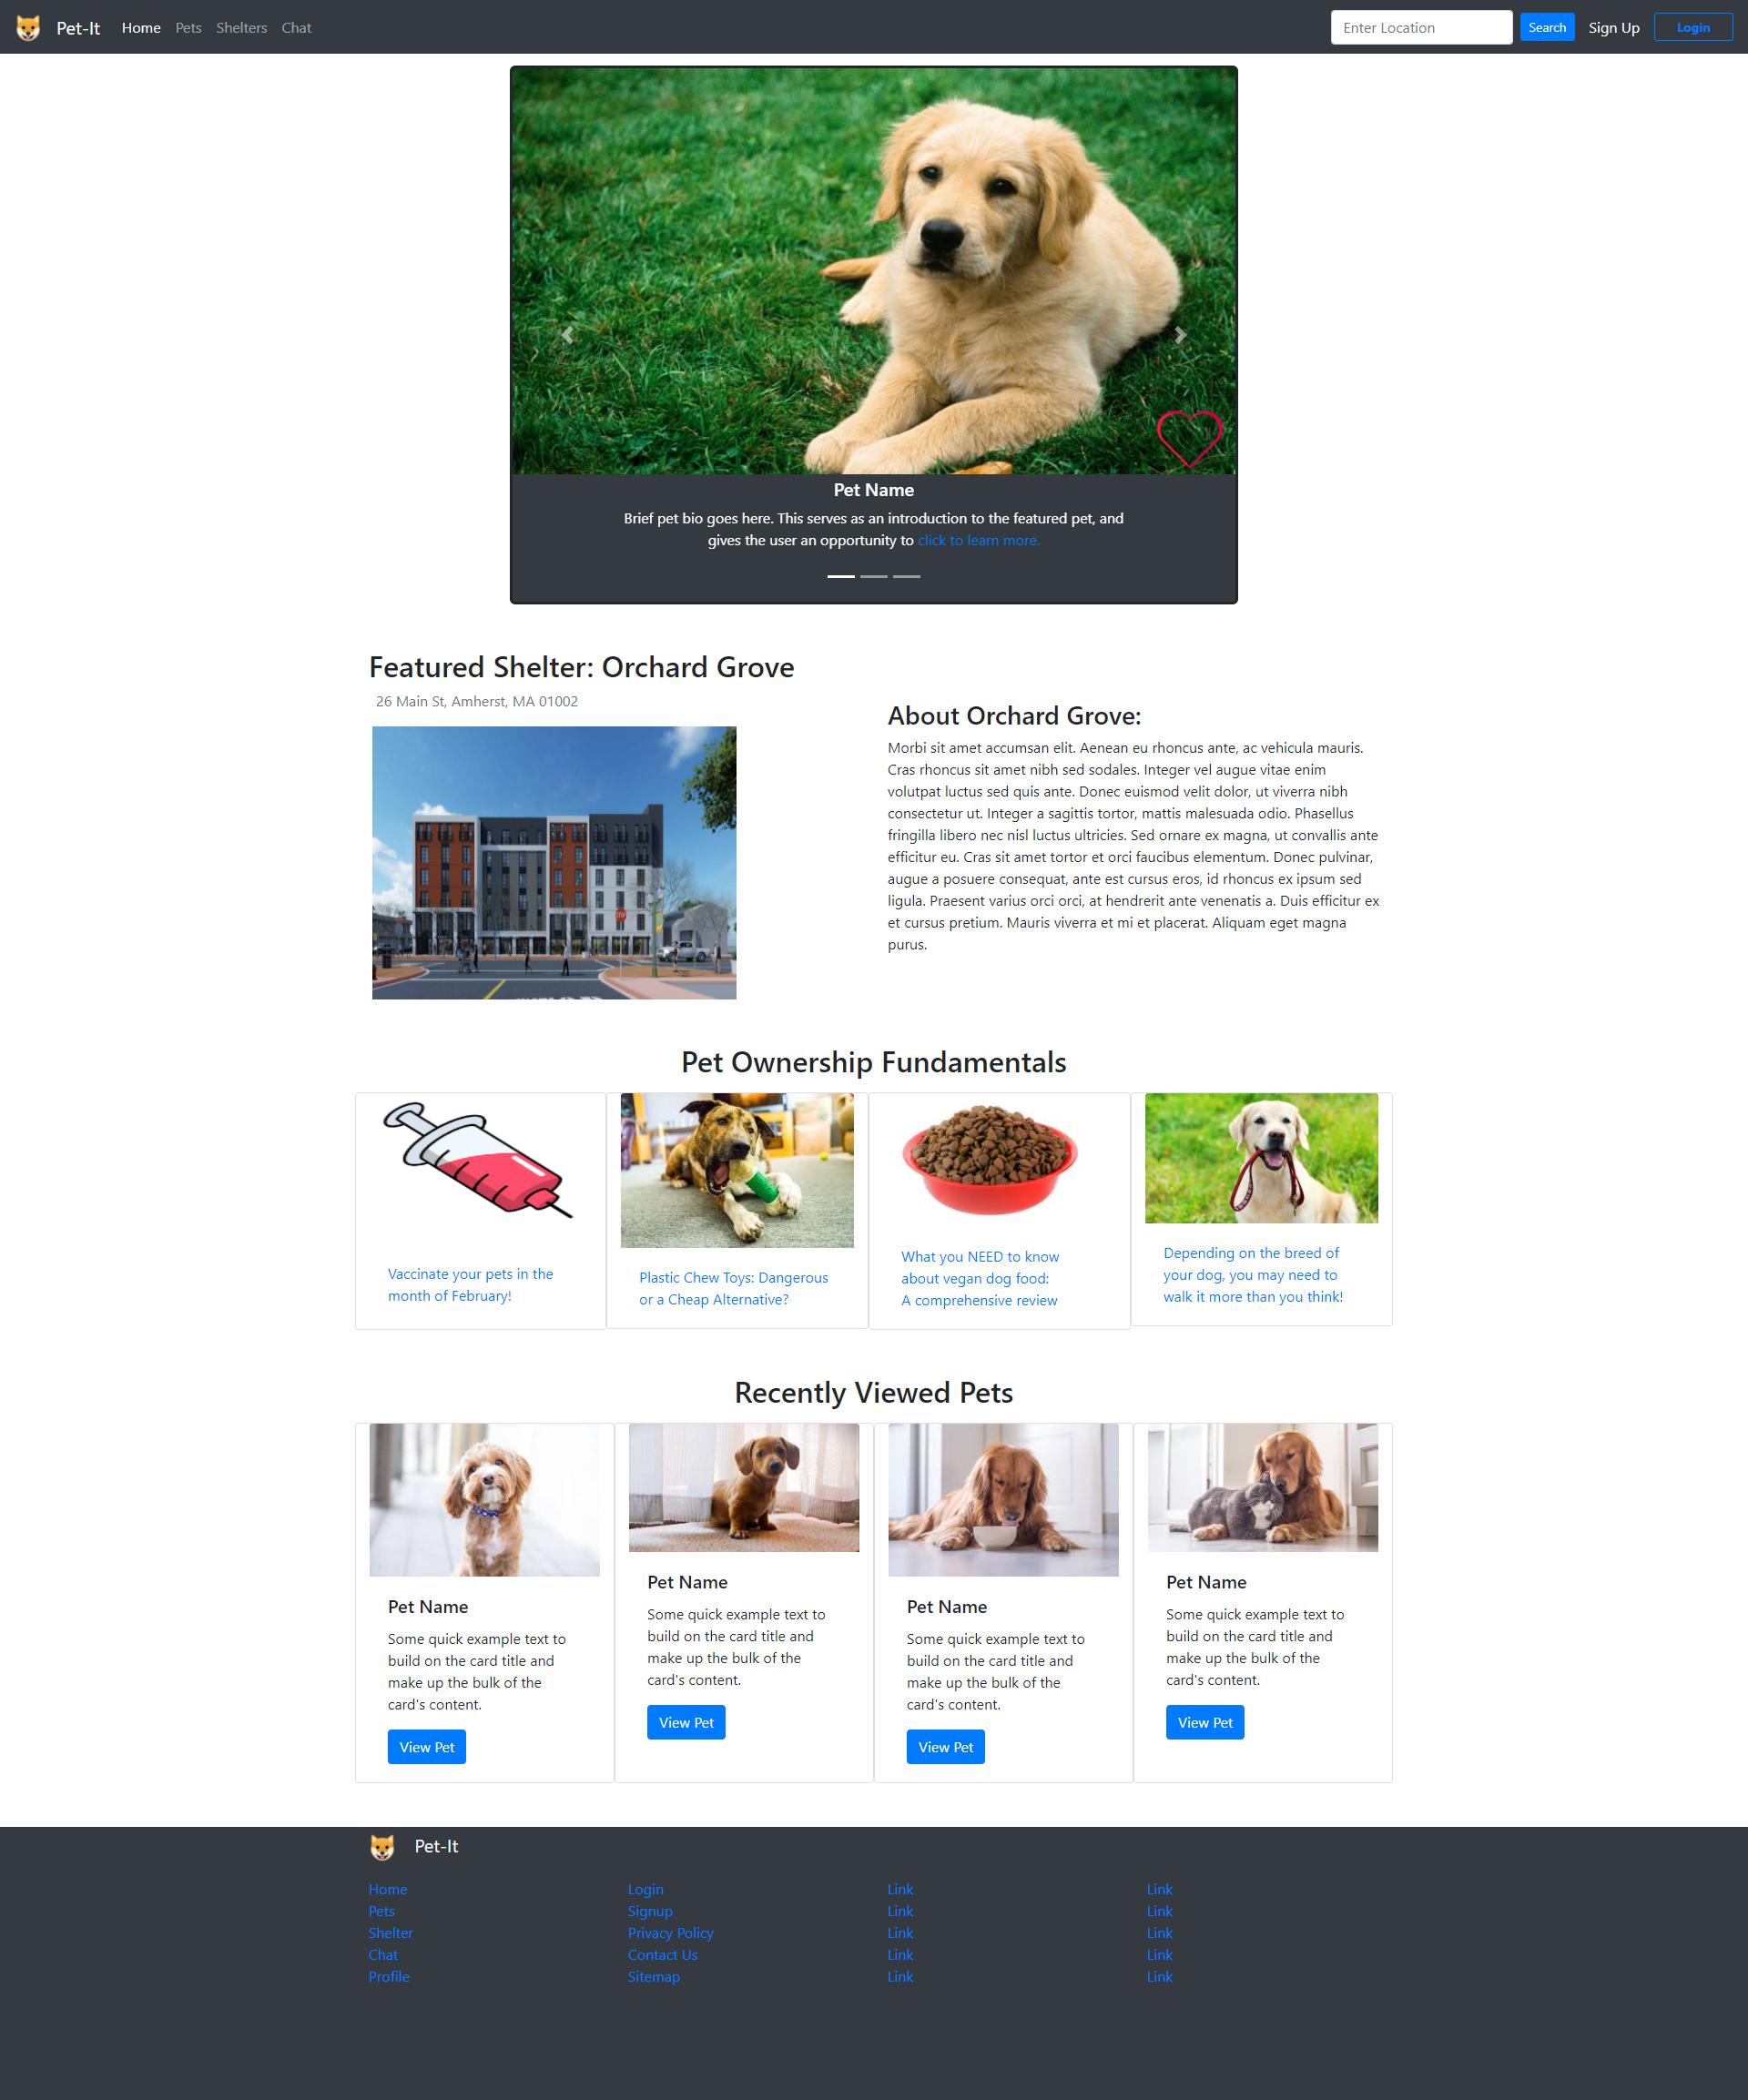 Pet-It Home Pets Shelters Chat Enter Location Search Sign Up Login
Pet Name
Brief pet bio goes here. This serves as an introduction to the featured pet, and
gives the user an opportunity to click to learn more.
Featured Shelter: Orchard Grove
26 Main St, Amherst, MA 01002
STOP
About Orchard Grove:
Morbi sit amet accumsan elit. Aenean eu rhoncus ante, ac vehicula mauris.
Cras rhoncus sit amet nibh sed sodales. Integer vel augue vitae enim
volutpat luctus sed quis ante. Donec euismod velit dolor, ut viverra nibh
consectetur ut. Integer a sagittis tortor, mattis malesuada odio. Phasellus
fringilla libero nec nisl luctus ultricies. Sed ornare ex magna, ut convallis ante
efficitur eu. Cras sit amet tortor et orci faucibus elementum. Donec pulvinar,
augue a posuere consequat, ante est cursus eros, id rhoncus ex ipsum sed
ligula. Praesent varius orci orci, at hendrerit ante venenatis a. Duis efficitur ex
et cursus pretium. Mauris viverra et mi et placerat. Aliquam eget magna
purus.
Pet Ownership Fundamentals
Vaccinate your pets in the
month of February!
Plastic Chew Toys: Dangerous
or a Cheap Alternative?
What you NEED to know
about vegan dog food:
A comprehensive review
Depending on the breed of
your dog, you may need to
walk it more than you think!
Recently Viewed Pets
Pet Name
Some quick example text to
build on the card title and
make up the bulk of the
card's content.
View Pet
Pet Name
Some quick example text to
build on the card title and
make up the bulk of the
card's content.
View Pet
Pet Name
Some quick example text to
build on the card title and
make up the bulk of the
card's content.
View Pet
Pet Name
Some quick example text to
build on the card title and
make up the bulk of the
card's content.
View Pet
Pet-It
Home
Pets
Shelter
Chat
Profile
Login
Signup
Privacy Policy
Contact Us
Sitemap
Link
Link
Link
Link
Link
Link
Link
Link
Link
Link